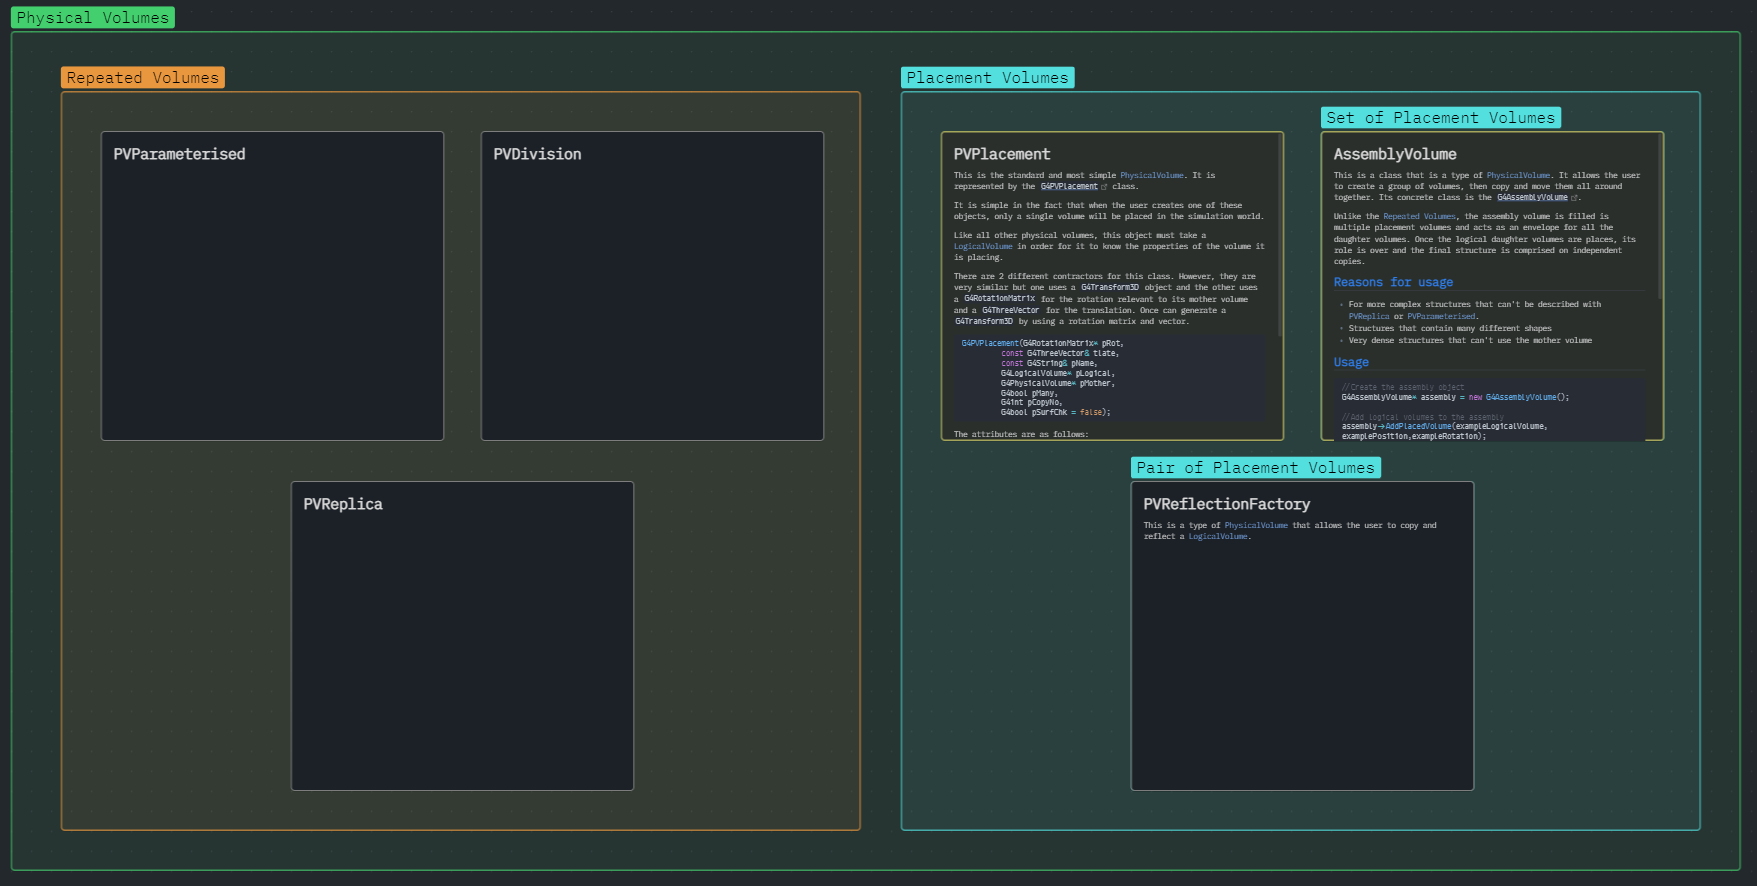 Physical Volumes
Repeated Volumes
PVParameterised
PVDivision
PVReplica
Placement Volumes
PVPlacement
This is the standard and most simple PhysicalVolume. It is
represented by the G4PVPlacement class.
It is simple in the fact that when the user creates one of these
objects, only a single volume will be placed in the simulation world.
Like all other physical volumes, this object must take a
LogicalVolume in order for it to know the properties of the volume it
is placing.
There are 2 different contractors for this class. However, they are
very similar but one uses a G4Transform3D object and the other uses
a G4RotationMatrix for the rotation relevant to its mother volume
and a G4ThreeVector for the translation. Once can generate a
G4Transform3D by using a rotation matrix and vector.
G4PVPlacement(G4RotationMatrix* pRot,
const G4ThreeVector& tlate,
const G4String& pName,
G4LogicalVolume* pLogical,
G4PhysicalVolume* pMother,
G4bool pMany,
G4int pCopyNo,
G4bool pSurfChk = false);
The attributes are as follows:
Set of Placement Volumes
AssemblyVolume
This is a class that is a type of PhysicalVolume. It allows the user
to create a group of volumes, then copy and move them all around
together. Its concrete class is the G4AssemblyVolume.
Unlike the Repeated Volumes, the assembly volume is filled is
multiple placement volumes and acts as an envelope for all the
daughter volumes. Once the logical daughter volumes are places, its
role is over and the final structure is comprised on independent
copies.
Reasons for usage
• For more complex structures that can't be described with
PVReplica or PVParameterised.
• Structures that contain many different shapes
• Very dense structures that can't use the mother volume
Usage
//Create the assembly object
G4AssemblyVolume* assembly = new G4AssemblyVolume();
//Add logical volumes to the assembly
assembly->AddPlacedVolume(exampleLogicalVolume,
examplePosition,exampleRotation);
Pair of Placement Volumes
PVReflectionFactory
This is a type of PhysicalVolume that allows the user to copy and
reflect a LogicalVolume.